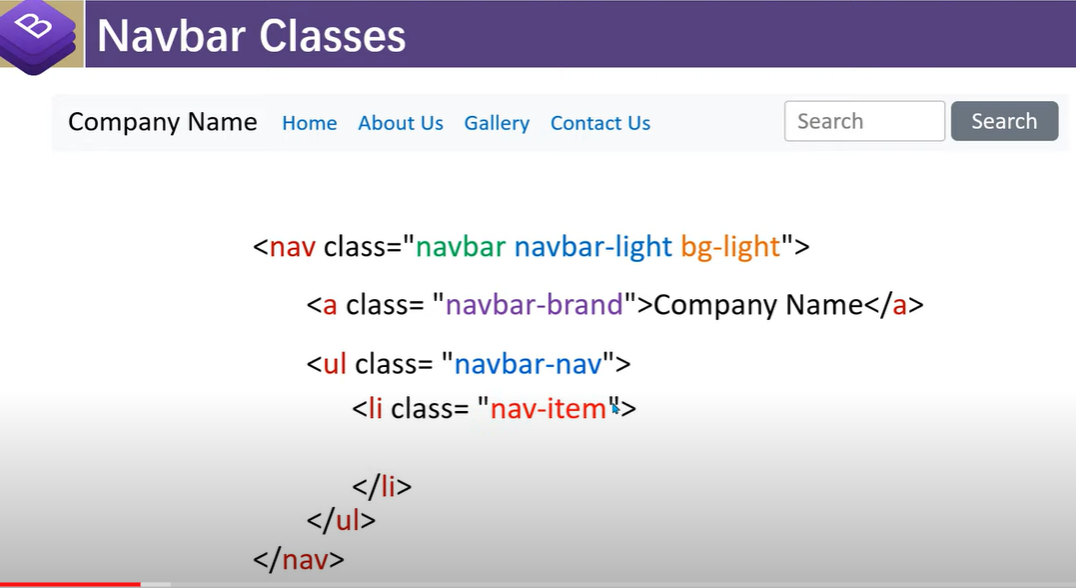 B
Navbar Classes
Company Name Home About Us Gallery Contact Us Search Search
<nav class="navbar navbar-light bg-light">
<a class= "navbar-brand">Company Name</a>
<ul class= "navbar-nav">
<li class= "nav-item">
</li>
</ul>
</nav>